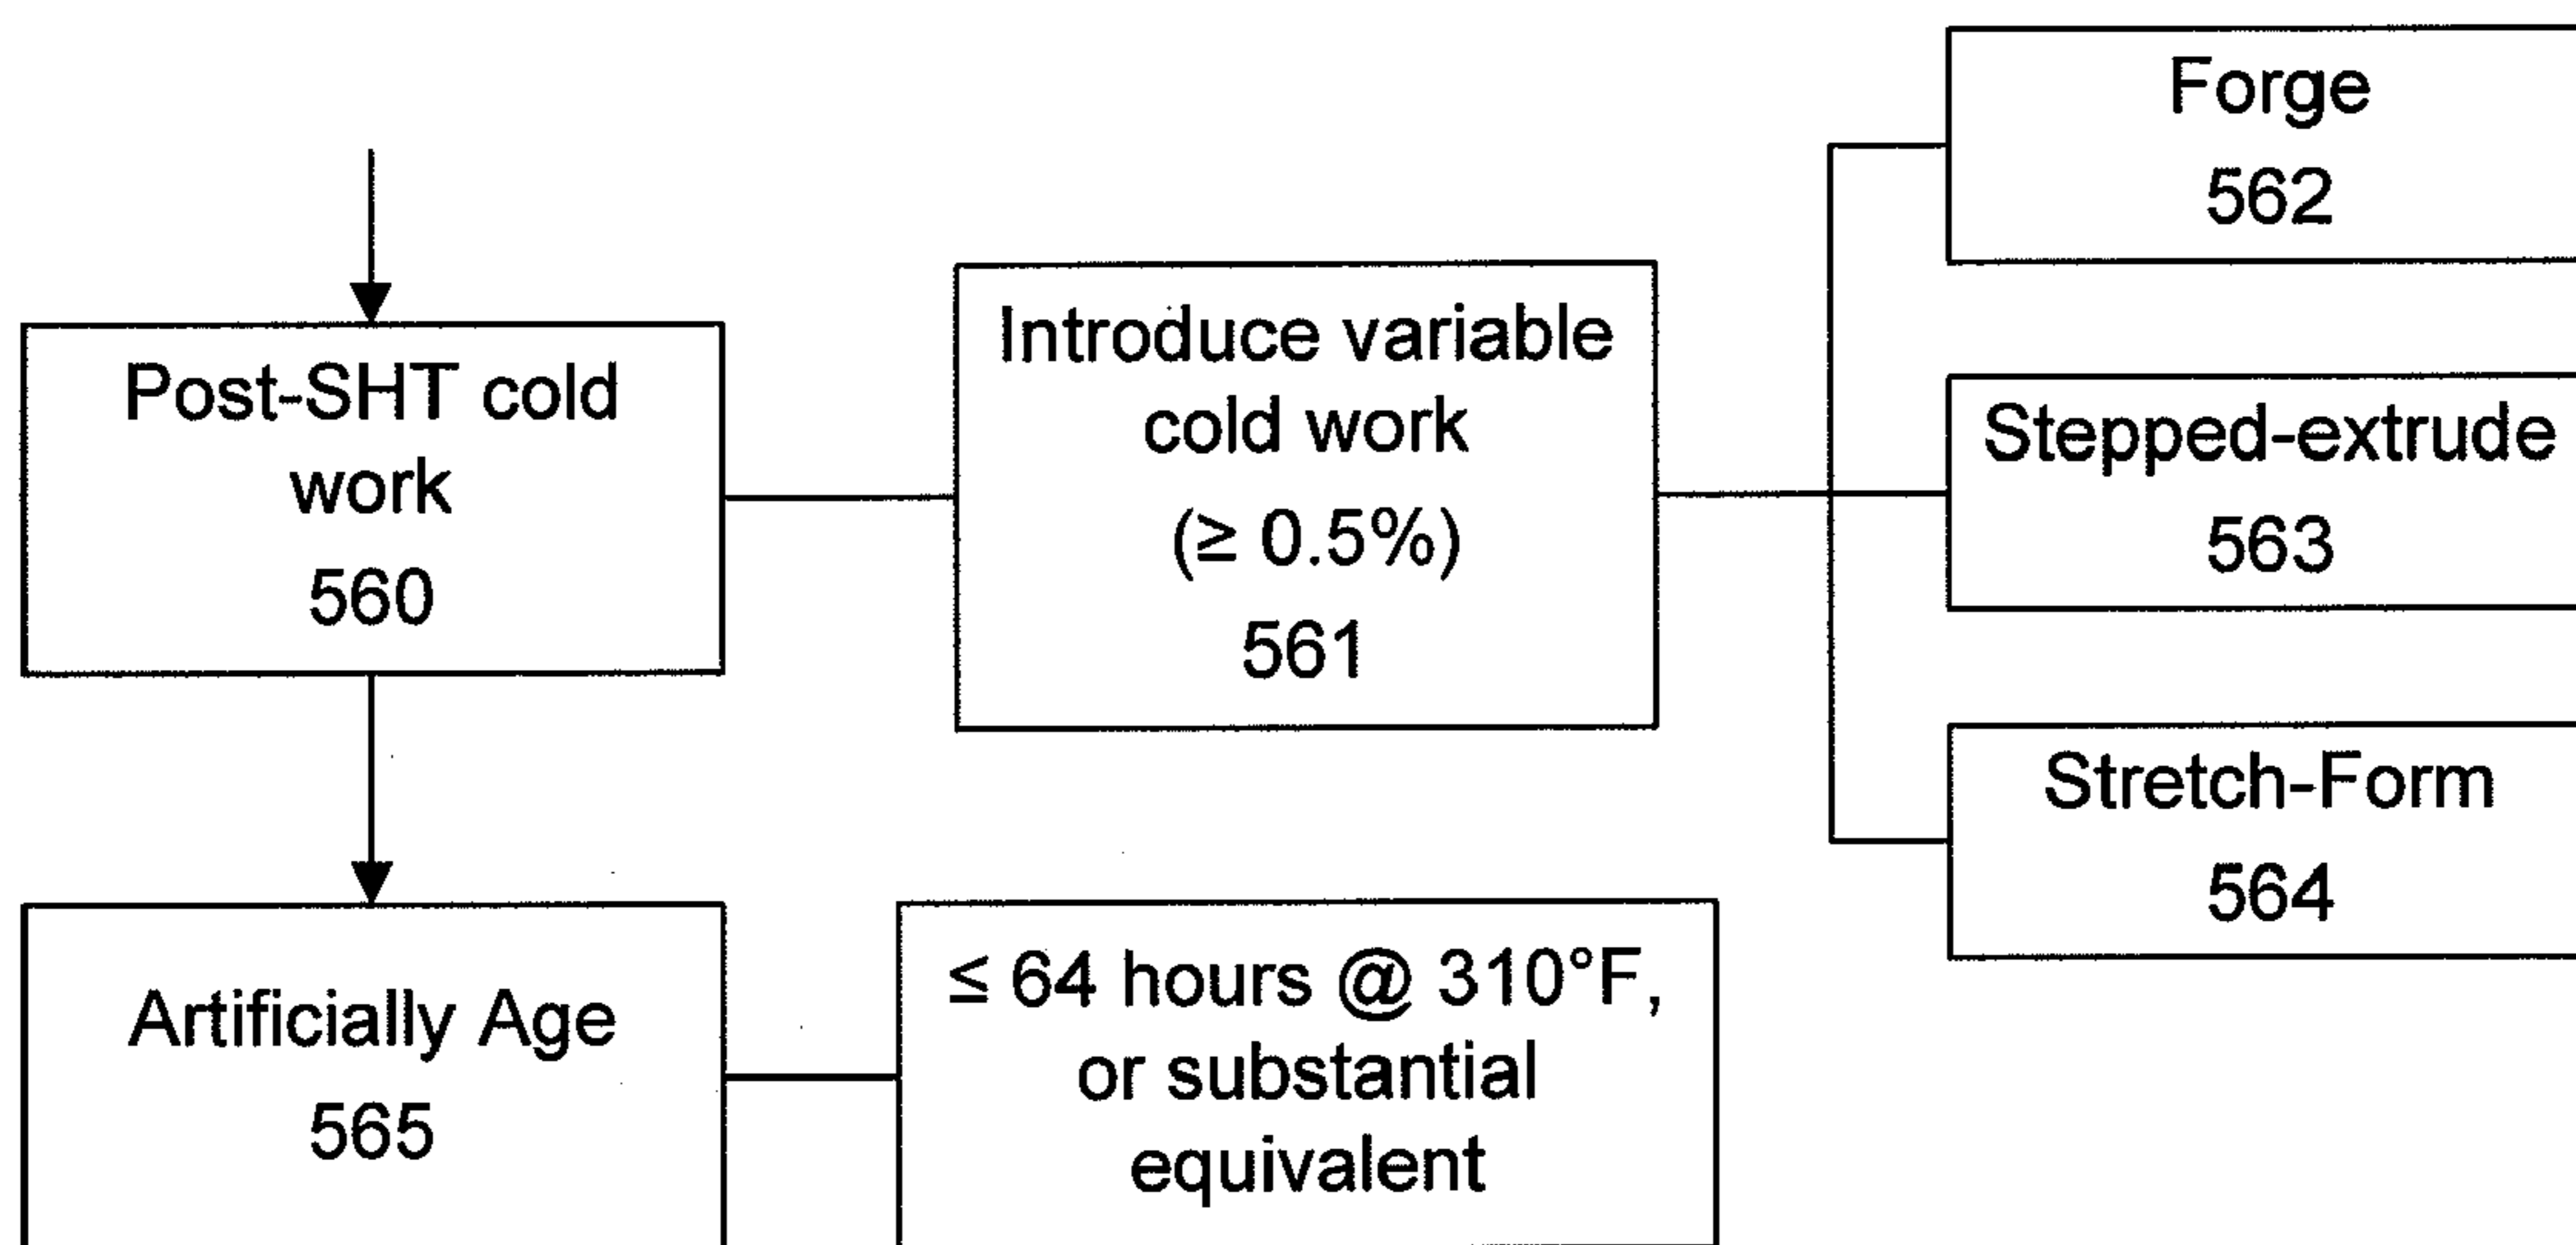 Post-SHT cold
work
560
Introduce variable
cold work
(≥ 0.5%)
561
Forge
562
Stepped-extrude
563
Stretch-Form
564
Artificially Age
565
≤ 64 hours @ 310°F,
or substantial
equivalent